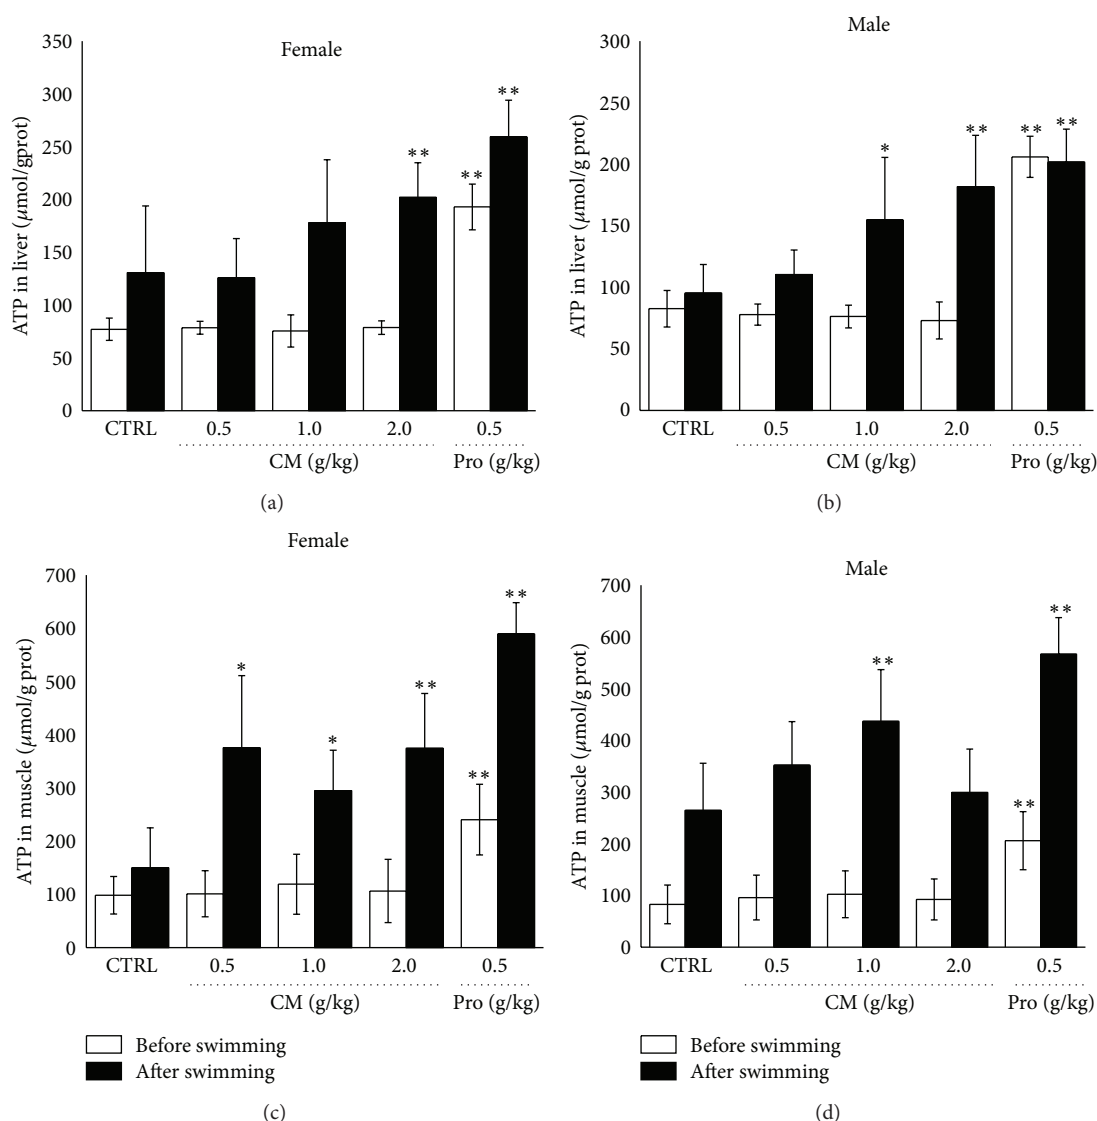 Female
ATP in liver (μmol/gprot)
350
300
250
200
150
100
50
0
**
**
**
CTRL 0.5 1.0 2.0 0.5
CM (g/kg) Pro (g/kg)
(a)
Male
ATP in liver (μmol/g prot)
300
250
200
150
100
50
0
*
**
**
**
CTRL 0.5 1.0 2.0 0.5
CM (g/kg) Pro (g/kg)
(b)
Female
ATP in muscle (μmol/g prot)
700
600
500
400
300
200
100
0
*
*
**
**
**
CTRL 0.5 1.0 2.0 0.5
CM (g/kg) Pro (g/kg)
Before swimming
After swimming
(c)
Male
ATP in muscle (μmol/g prot)
700
600
500
400
300
200
100
0
**
**
**
CTRL 0.5 1.0 2.0 0.5
CM (g/kg) Pro (g/kg)
Before swimming
After swimming
(d)